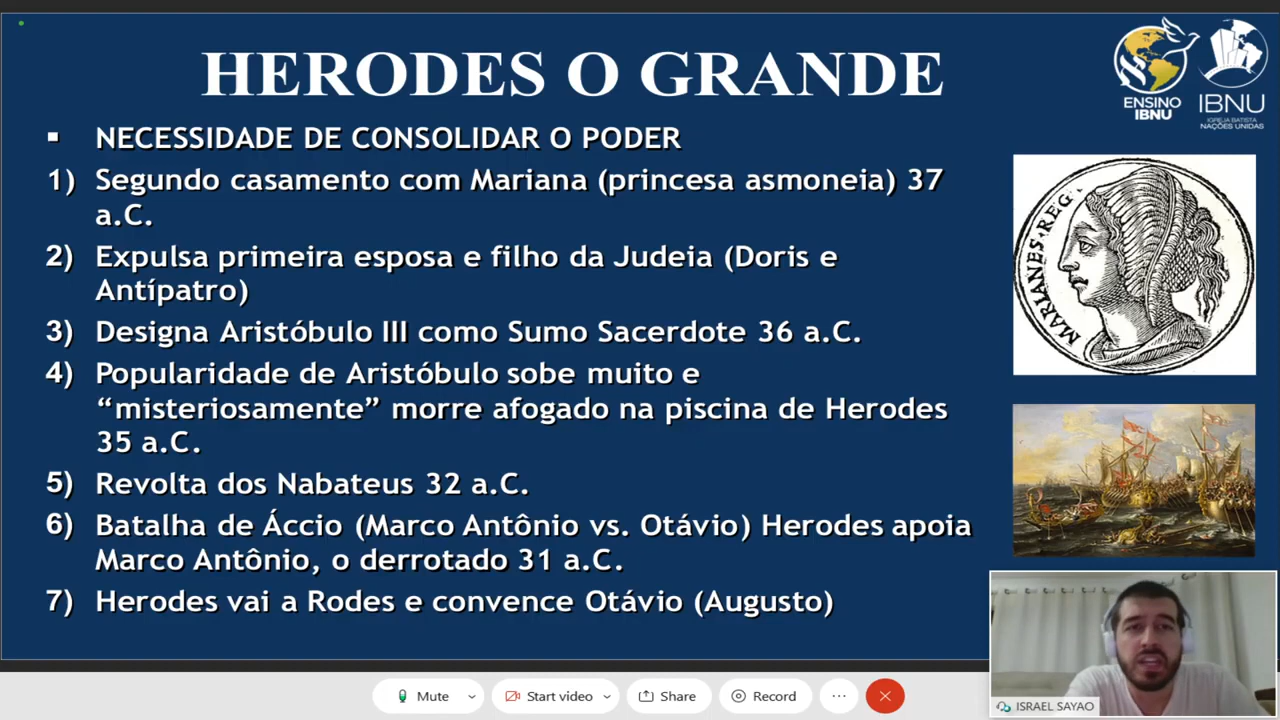 HERODES O GRANDE
ENSINO
IBNU
IBNU
IGREJA BATISTA
NAÇÕES UNIDAS
▪ NECESSIDADE DE CONSOLIDAR O PODER
1) Segundo casamento com Mariana (princesa asmoneia) 37
a.C.
2) Expulsa primeira esposa e filho da Judeia (Doris e
Antípatro)
3) Designa Aristóbulo III como Sumo Sacerdote 36 a.C.
4) Popularidade de Aristóbulo sobe muito e
“misteriosamente” morre afogado na piscina de Herodes
35 a.C.
5) Revolta dos Nabateus 32 a.C.
6) Batalha de Áccio (Marco Antônio vs. Otávio) Herodes apoia
Marco Antônio, o derrotado 31 a.C.
7) Herodes vai a Rodes e convence Otávio (Augusto)
MARIANES·REG
ISRAEL SAYAO
Mute
Start video
Share
Record